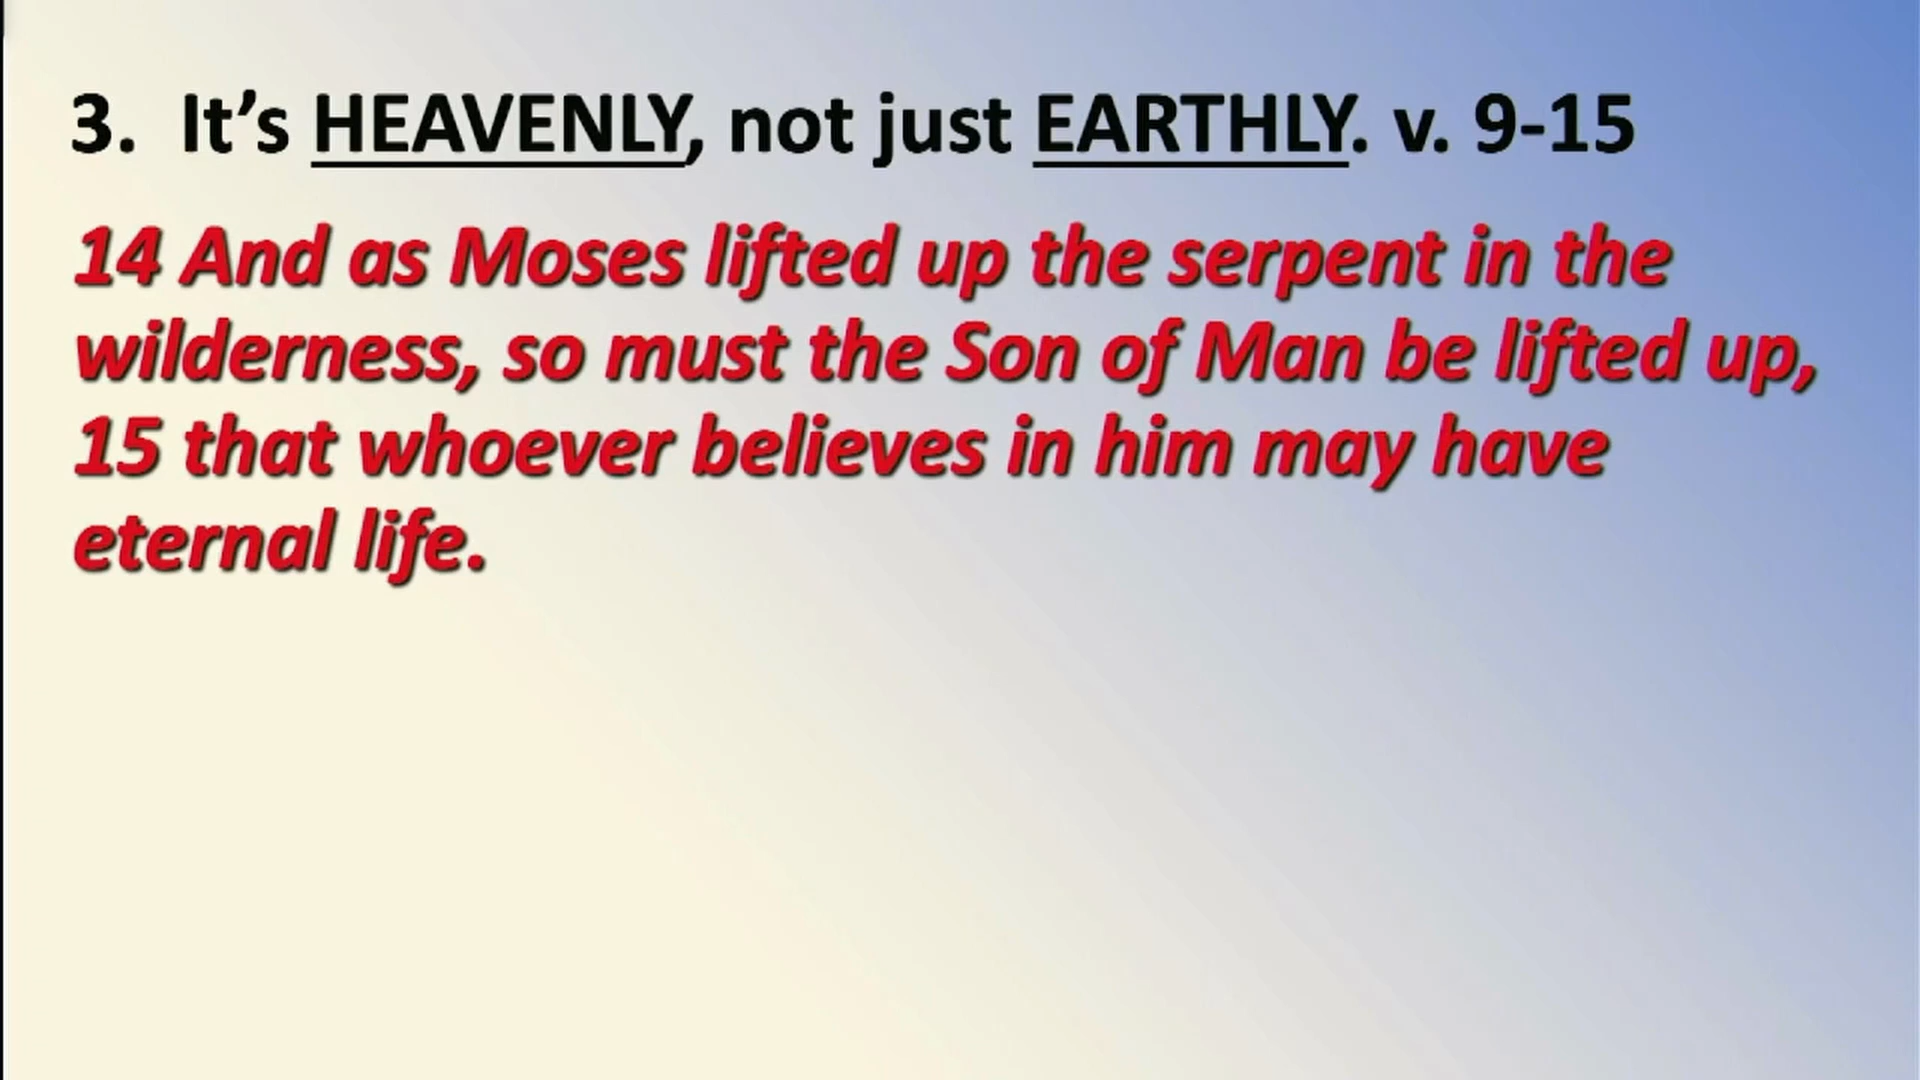 3. It’s HEAVENLY, not just EARTHLY. v. 9-15
14 And as Moses lifted up the serpent in the
wilderness, so must the Son of Man be lifted up,
15 that whoever believes in him may have
eternal life.